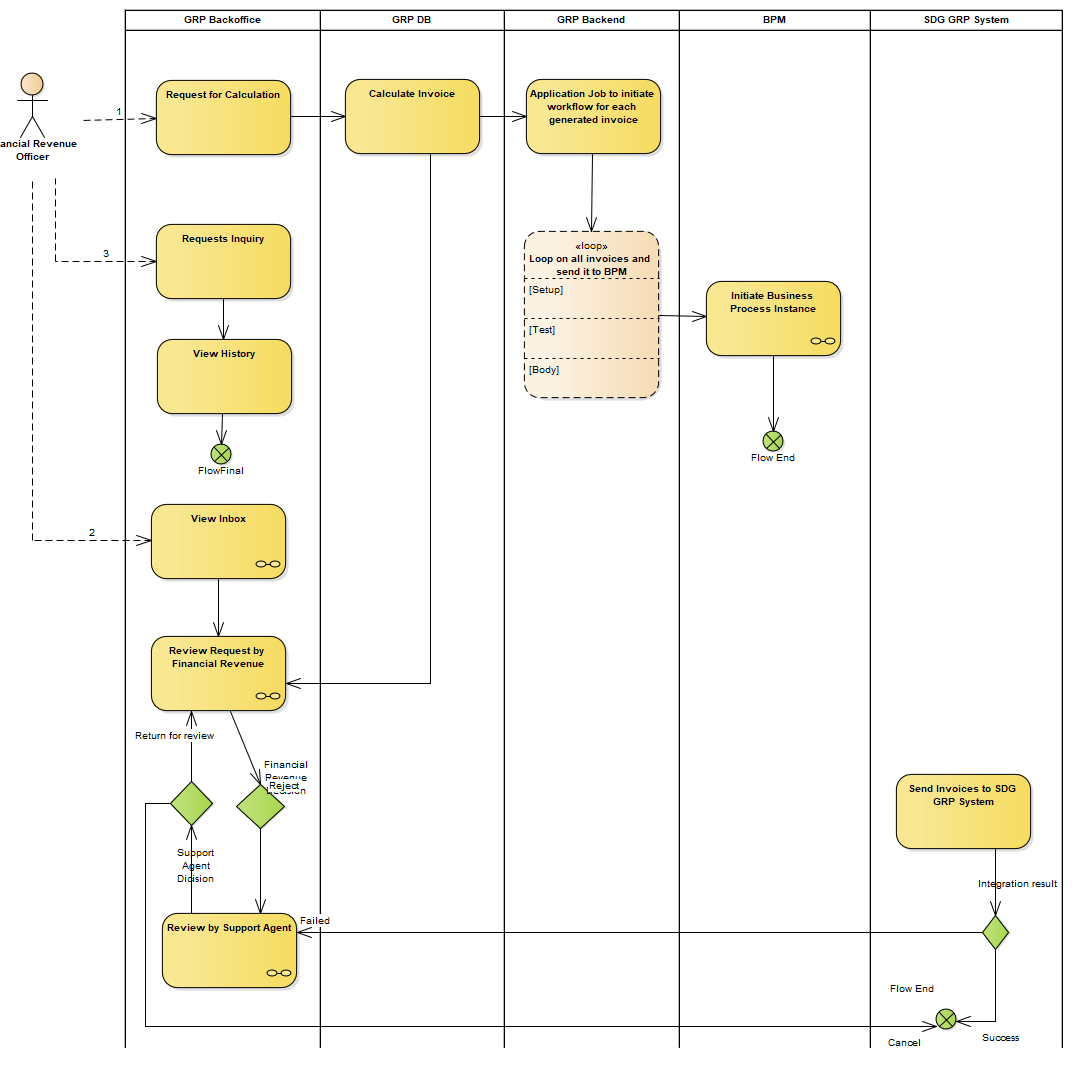 GRP Backoffice
GRP DB
GRP Backend
BPM
SDG GRP System
1
ancial Revenue
Officer
Request for Calculation
Calculate Invoice
Application Job to initiate
workflow for each
generated invoice
3
Requests Inquiry
«loop»
Loop on all invoices and
send it to BPM
[Setup]
[Test]
[Body]
Initiate Business
Process Instance
View History
FlowFinal
Flow End
2
View Inbox
Review Request by
Financial Revenue
Return for review
Financial
Revenue
Reject
Support
Agent
Dicision
Send Invoices to SDG
GRP System
Integration result
Review by Support Agent
Failed
Flow End
Cancel
Success